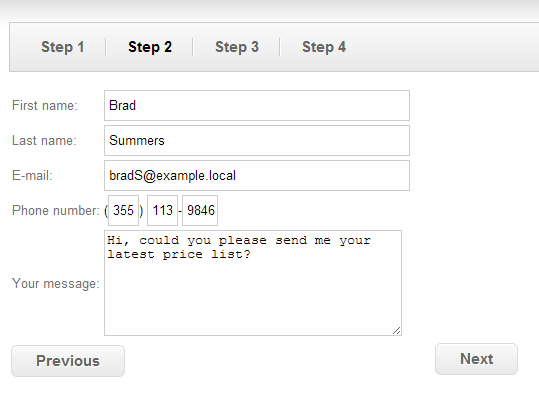 Step 1 Step 2 Step 3 Step 4
First name: Brad
Last name: Summers
E-mail: bradS@example.local
Phone number: (355) 113-9846
Hi, could you please send me your
latest price list?
Your message:
Previous Next